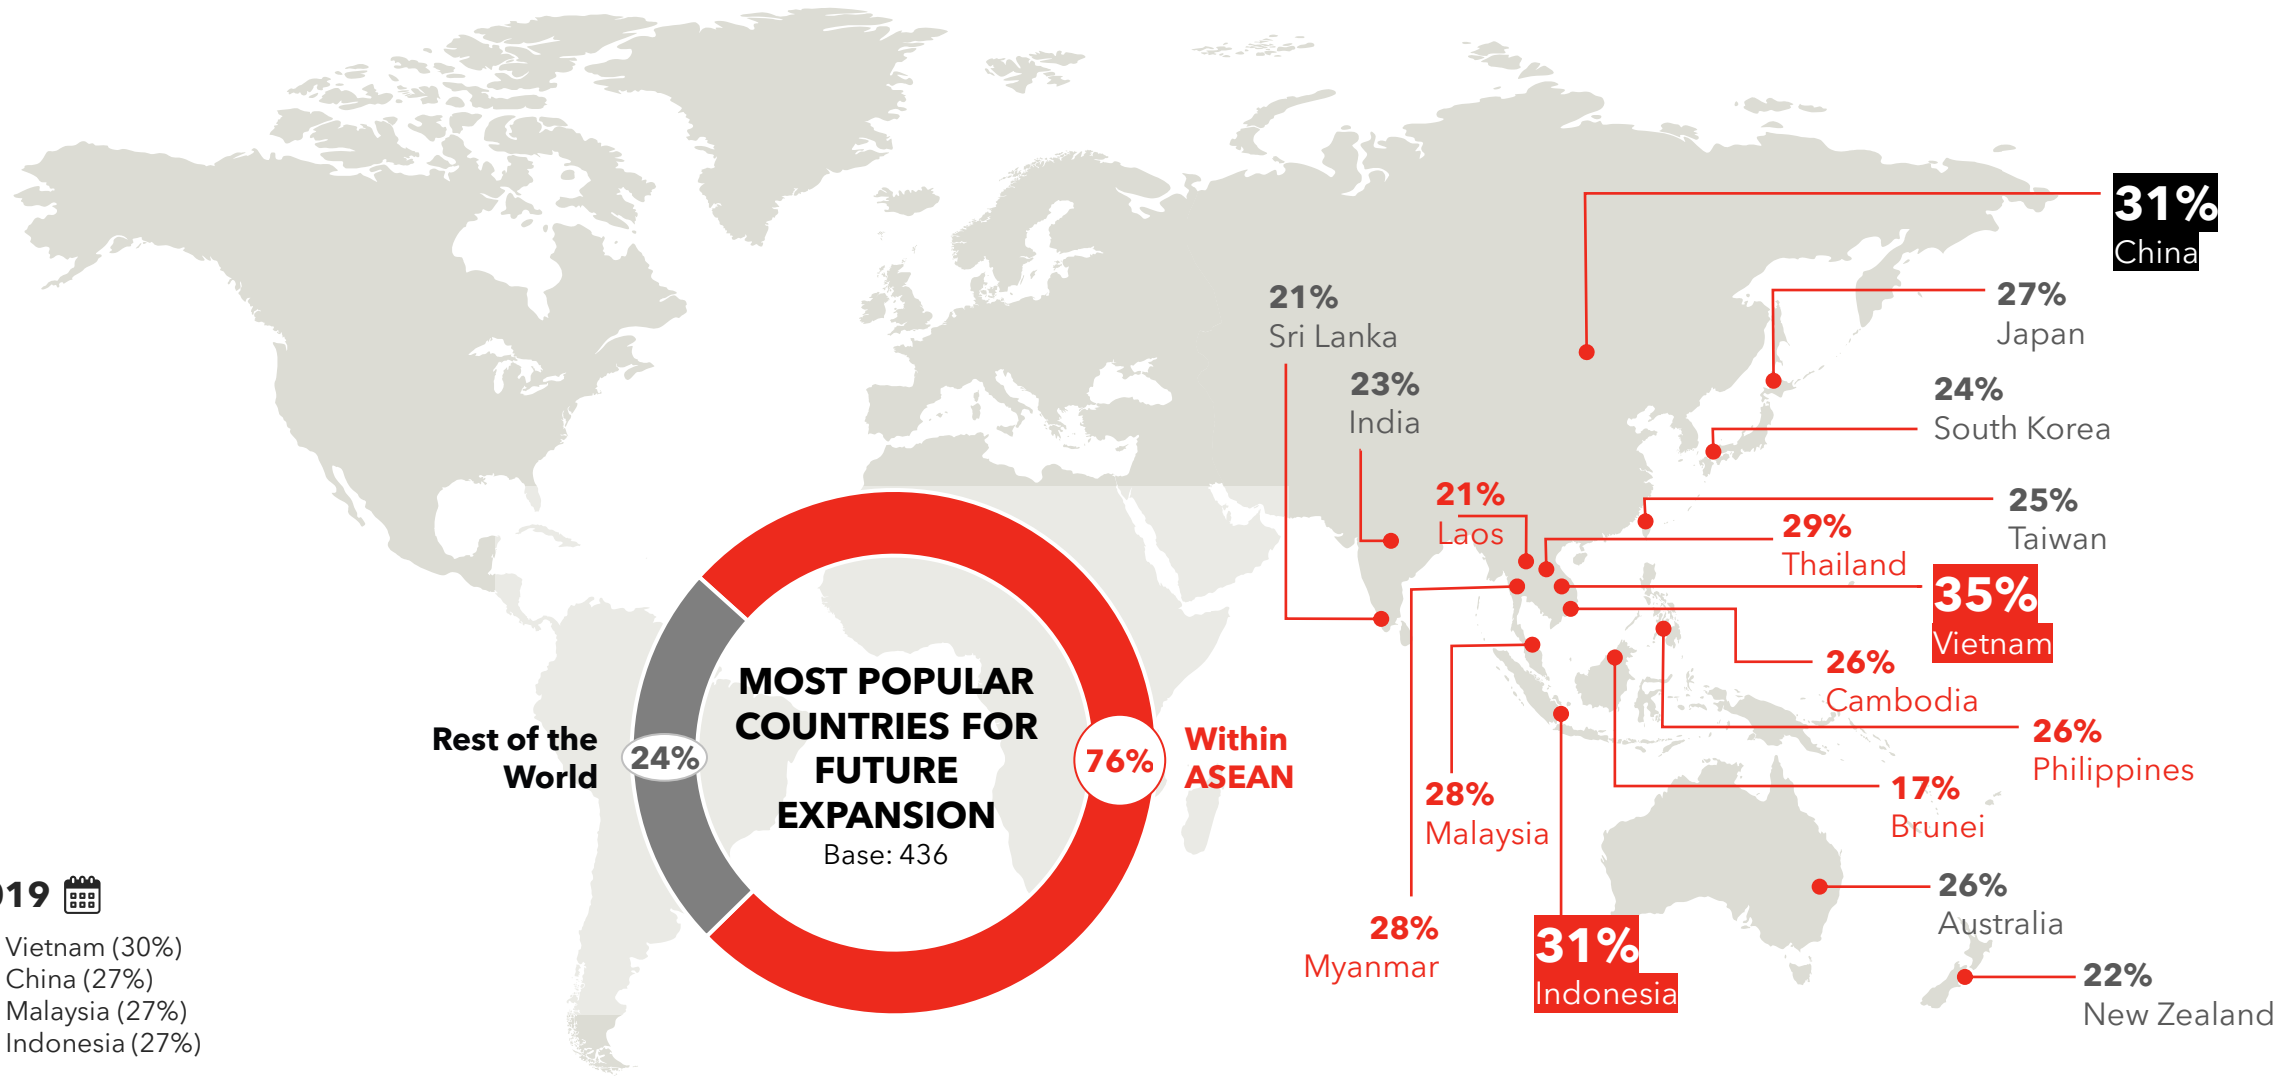 31%
China
27%
Japan
24%
South Korea
25%
Taiwan
21%
Sri Lanka
23%
India
21%
Laos
29%
Thailand
35%
Vietnam
26%
Cambodia
26%
Philippines
17%
Brunei
28%
Malaysia
28%
Myanmar
31%
Indonesia
26%
Australia
22%
New Zealand
MOST POPULAR
COUNTRIES FOR
FUTURE
EXPANSION
Base: 436
Rest of the
World
24%
76%
Within
ASEAN
19
Vietnam (30%)
China (27%)
Malaysia (27%)
Indonesia (27%)